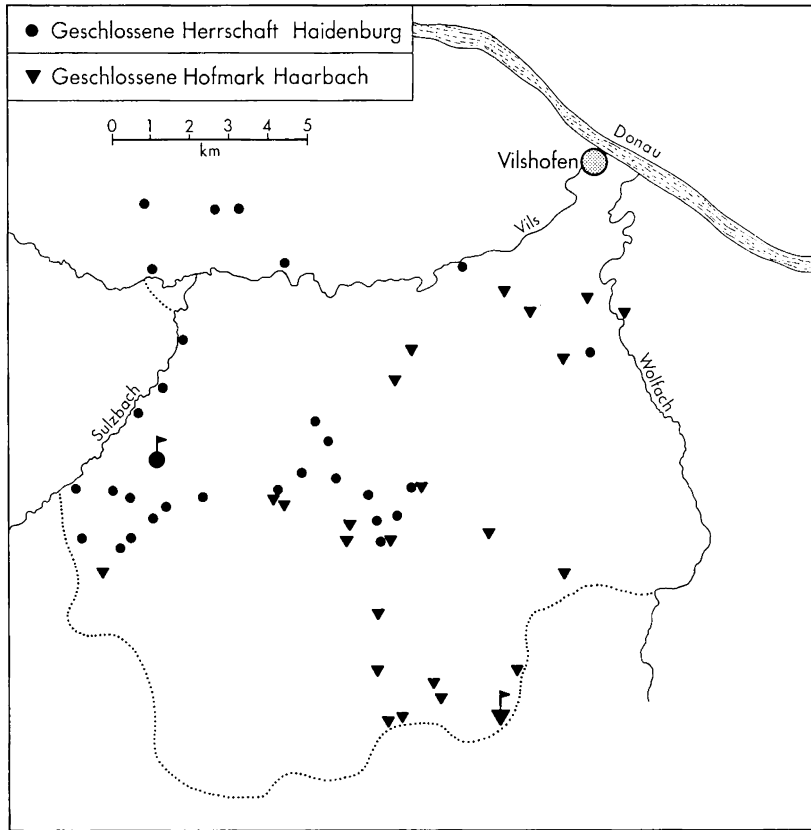 Geschlossene Herrschaft Haidenburg
Geschlossene Hofmark Haarbach
0 1 2 3 4 5
km
Donau
Vilshofen
Vils
Wolfach
Sulzbach